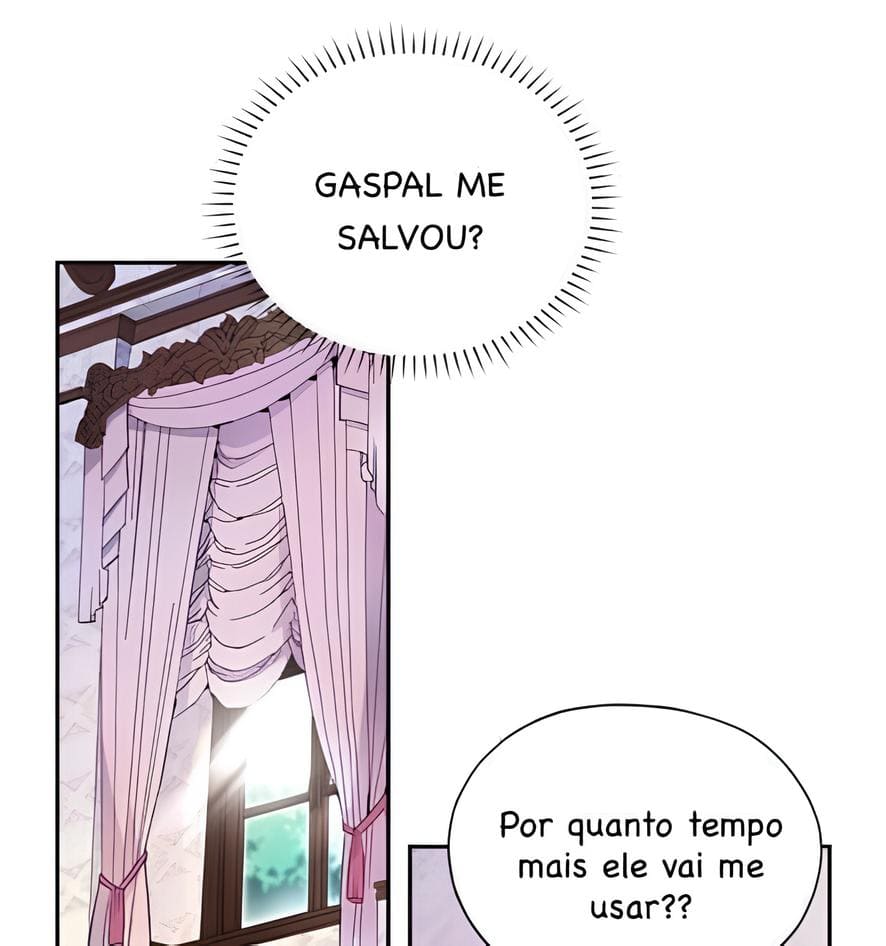 GASPAL ME
SALVOU?
Por quanto tempo
mais ele vai me
usar??